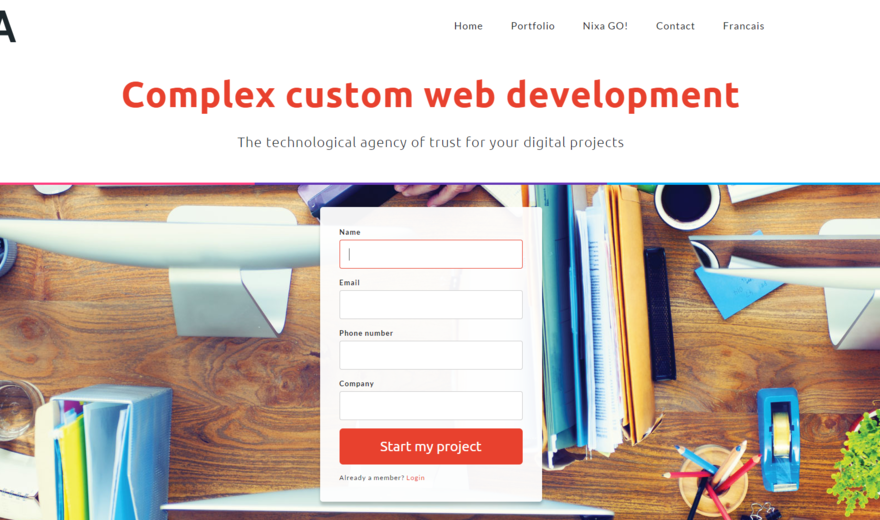 A
Home Portfolio Nixa GO! Contact Francais
Complex custom web development
The technological agency of trust for your digital projects
Name
Email
Phone number
Company
Start my project
Already a member? Login